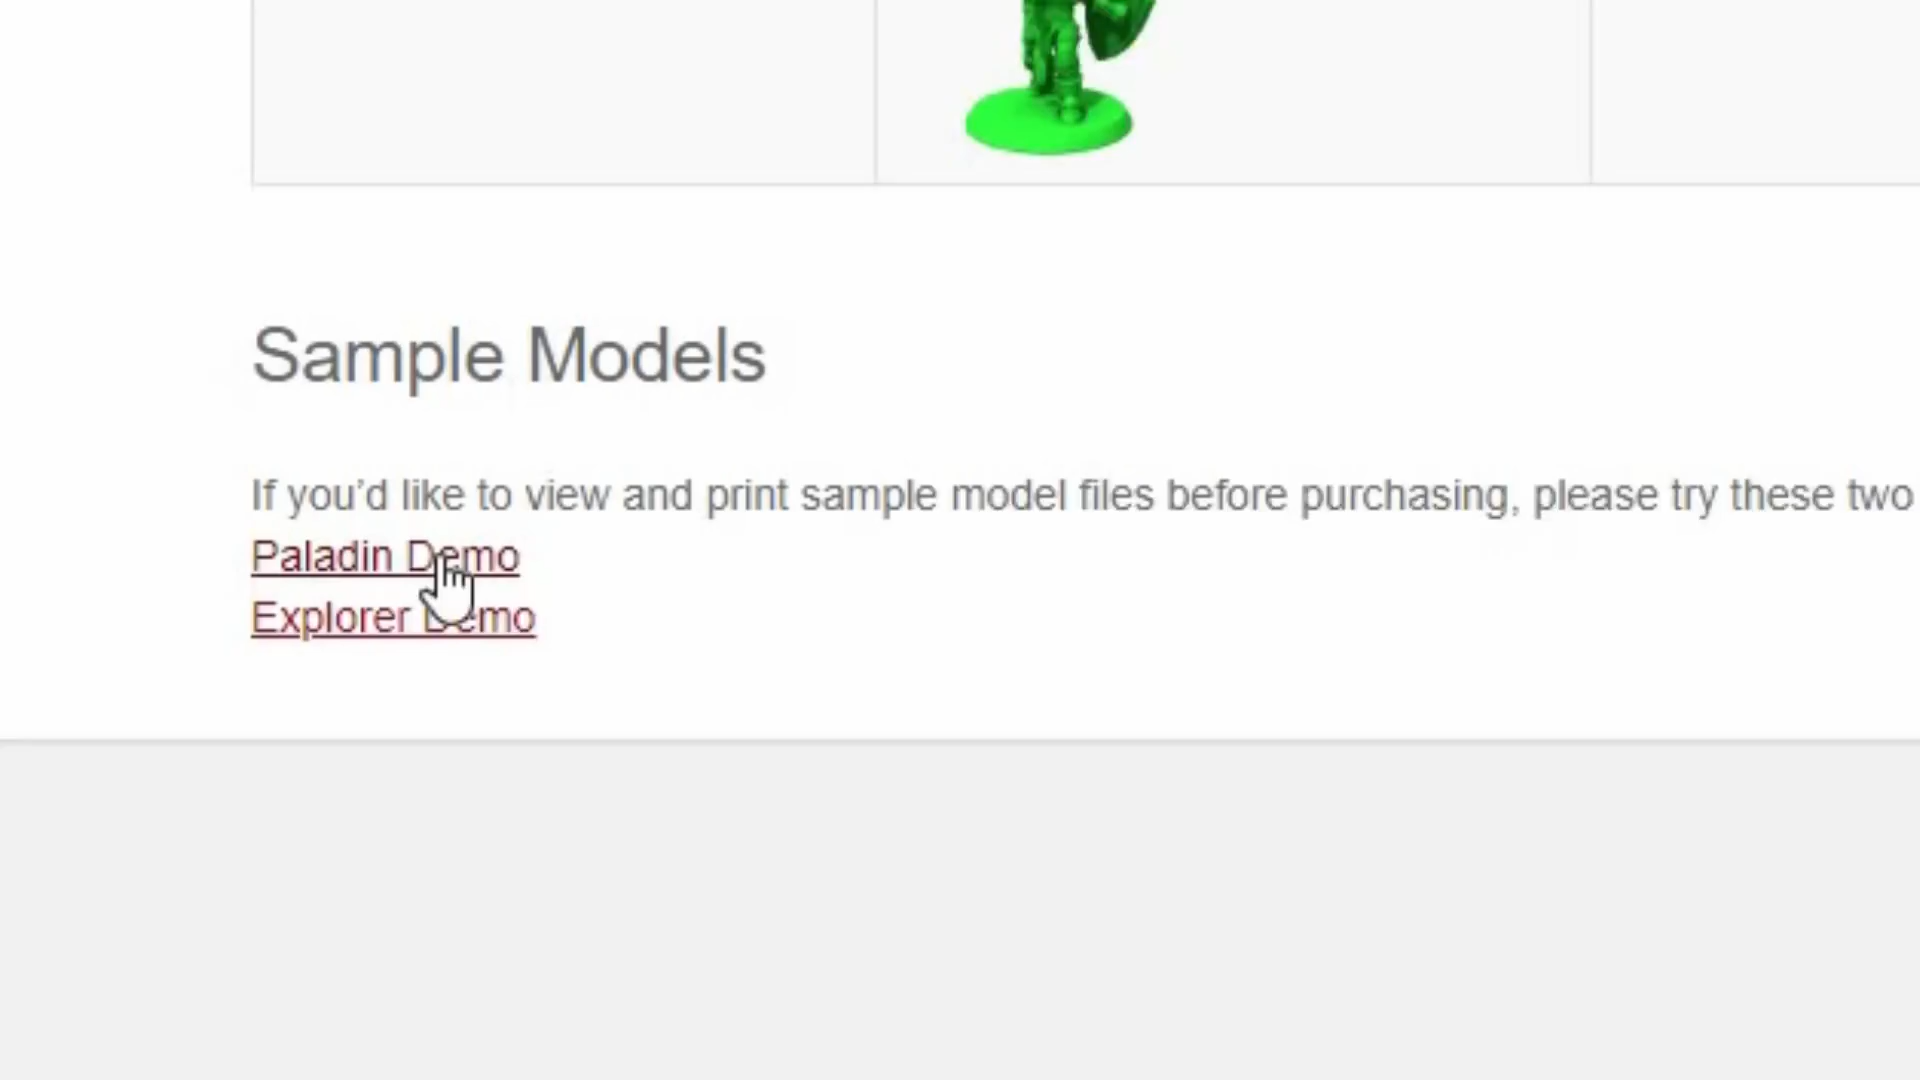 Sample Models
If you’d like to view and print sample model files before purchasing, please try these two
Paladin Demo
Explorer Demo